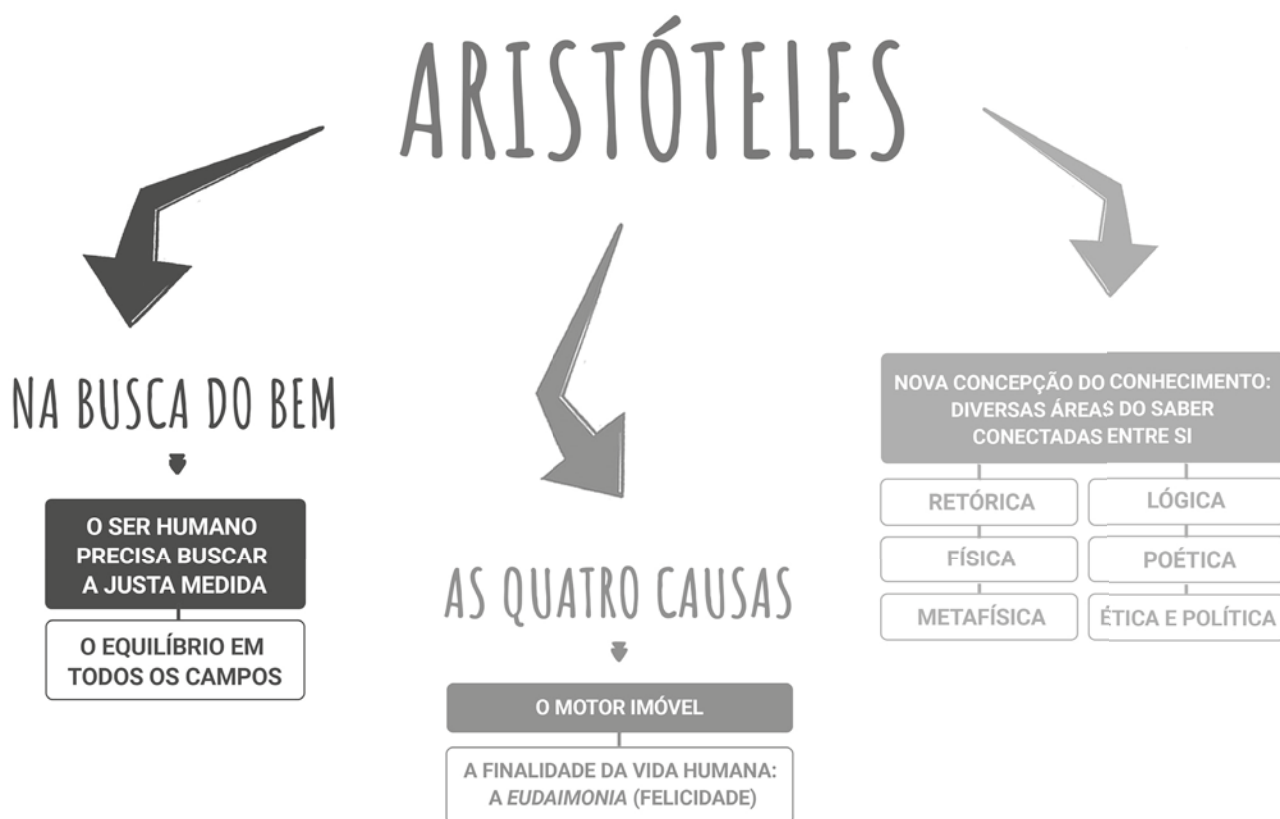 ARISTÓTELES
NA BUSCA DO BEM
O SER HUMANO
PRECISA BUSCAR
A JUSTA MEDIDA
O EQUILÍBRIO EM
TODOS OS CAMPOS
AS QUATRO CAUSAS
O MOTOR IMÓVEL
A FINALIDADE DA VIDA HUMANA:
A EUDAIMONIA (FELICIDADE)
NOVA CONCEPÇÃO DO CONHECIMENTO:
DIVERSAS ÁREAS DO SABER
CONECTADAS ENTRE SI
RETÓRICA
LÓGICA
FÍSICA
POÉTICA
METAFÍSICA
ÉTICA E POLÍTICA